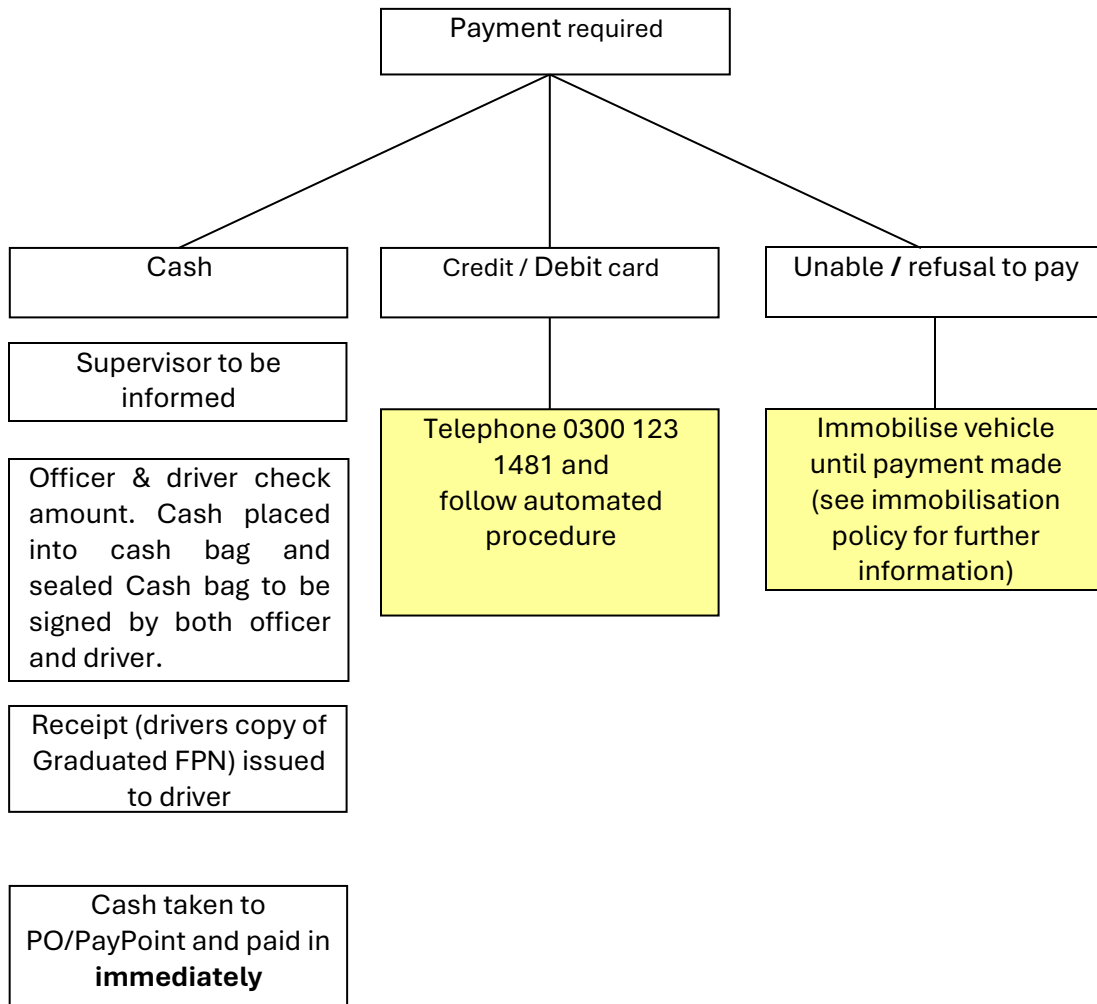 Payment required
Cash
Credit / Debit card
Unable / refusal to pay
Supervisor to be
informed
Telephone 0300 123
1481 and
follow automated
procedure
Immobilise vehicle
until payment made
(see immobilisation
policy for further
information)
Officer & driver check
amount. Cash placed
into cash bag and
sealed Cash bag to be
signed by both officer
and driver.
Receipt (drivers copy of
Graduated FPN) issued
to driver
Cash taken to
PO/PayPoint and paid in
immediately